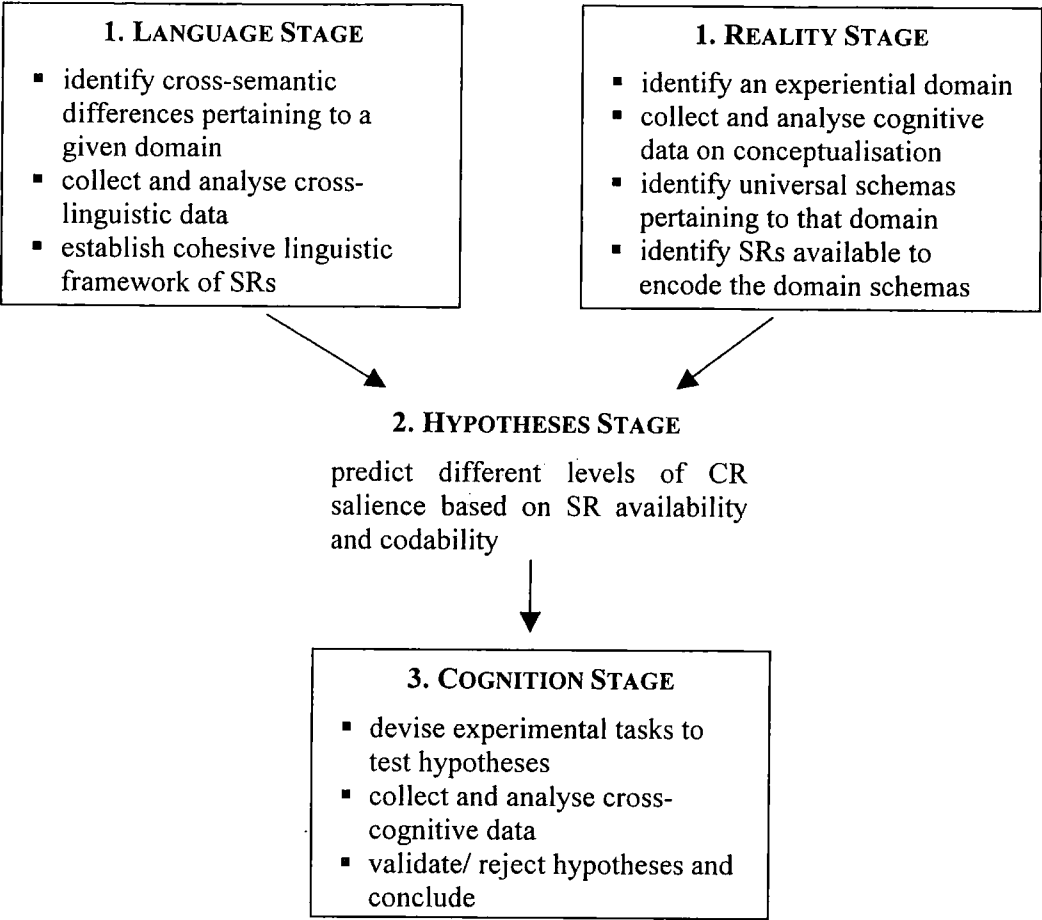 1. LANGUAGE STAGE
▪ identify cross-semantic
differences pertaining to a
given domain
▪ collect and analyse cross-
linguistic data
▪ establish cohesive linguistic
framework of SRs
1. REALITY STAGE
▪ identify an experiential domain
▪ collect and analyse cognitive
data on conceptualisation
▪ identify universal schemas
pertaining to that domain
▪ identify SRs available to
encode the domain schemas
2. HYPOTHESES STAGE
predict different levels of CR
salience based on SR availability
and codability
3. COGNITION STAGE
▪ devise experimental tasks to
test hypotheses
▪ collect and analyse cross-
cognitive data
▪ validate/ reject hypotheses and
conclude